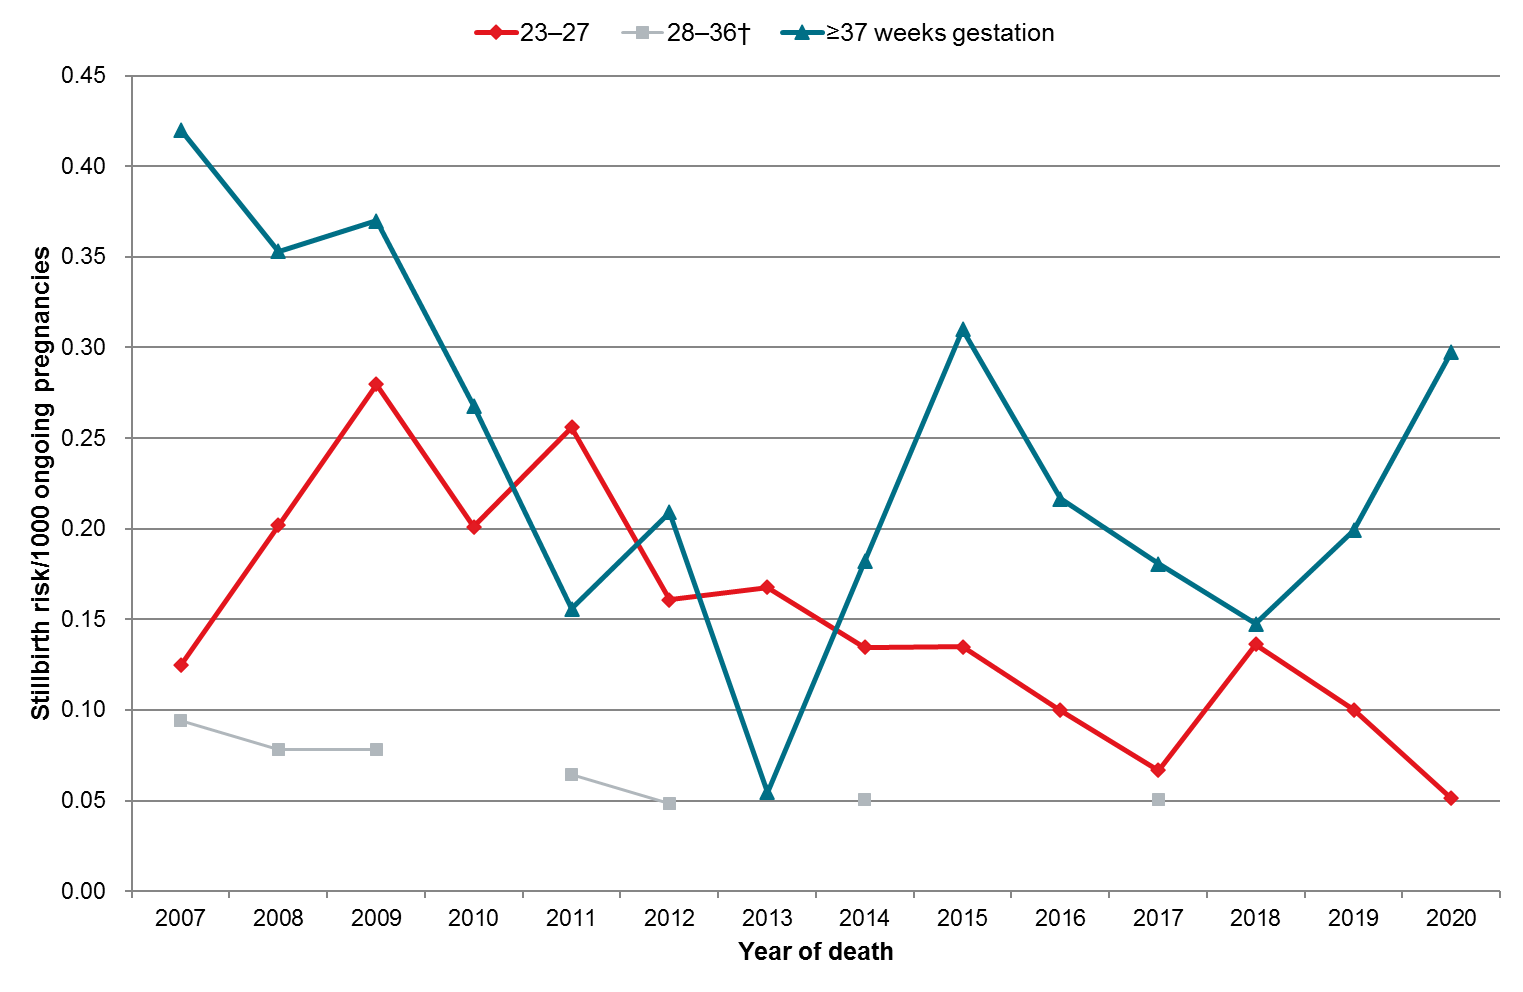 23–27 28–36† ≥37 weeks gestation
Stillbirth risk/1000 ongoing pregnancies
0.45
0.40
0.35
0.30
0.25
0.20
0.15
0.10
0.05
0.00
2007 2008 2009 2010 2011 2012 2013 2014 2015 2016 2017 2018 2019 2020
Year of death